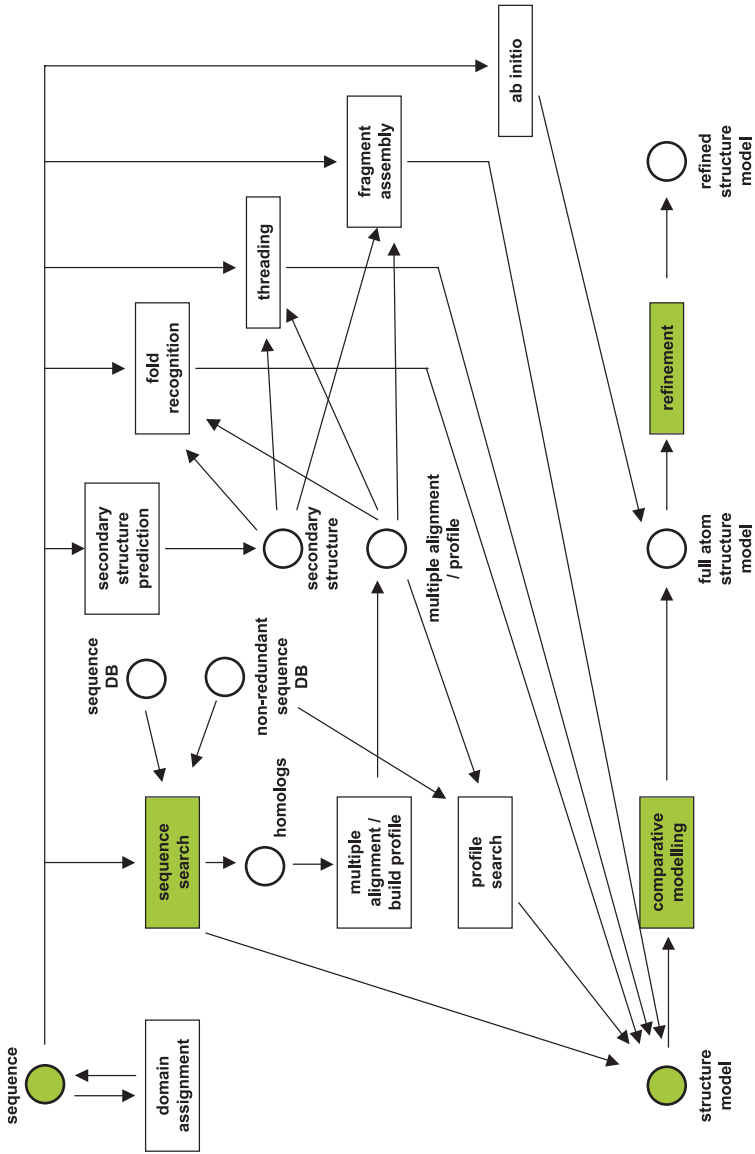 sequence
domain
assignment
sequence
search
sequence
DB
non-redundant
sequence
DB
homologs
multiple
alignment /
build profile
profile
search
secondary
structure
prediction
secondary
structure
multiple alignment
/ profile
fold
recognition
threading
fragment
assembly
ab initio
structure
model
comparative
modelling
full atom
structure
model
refinement
refined
structure
model